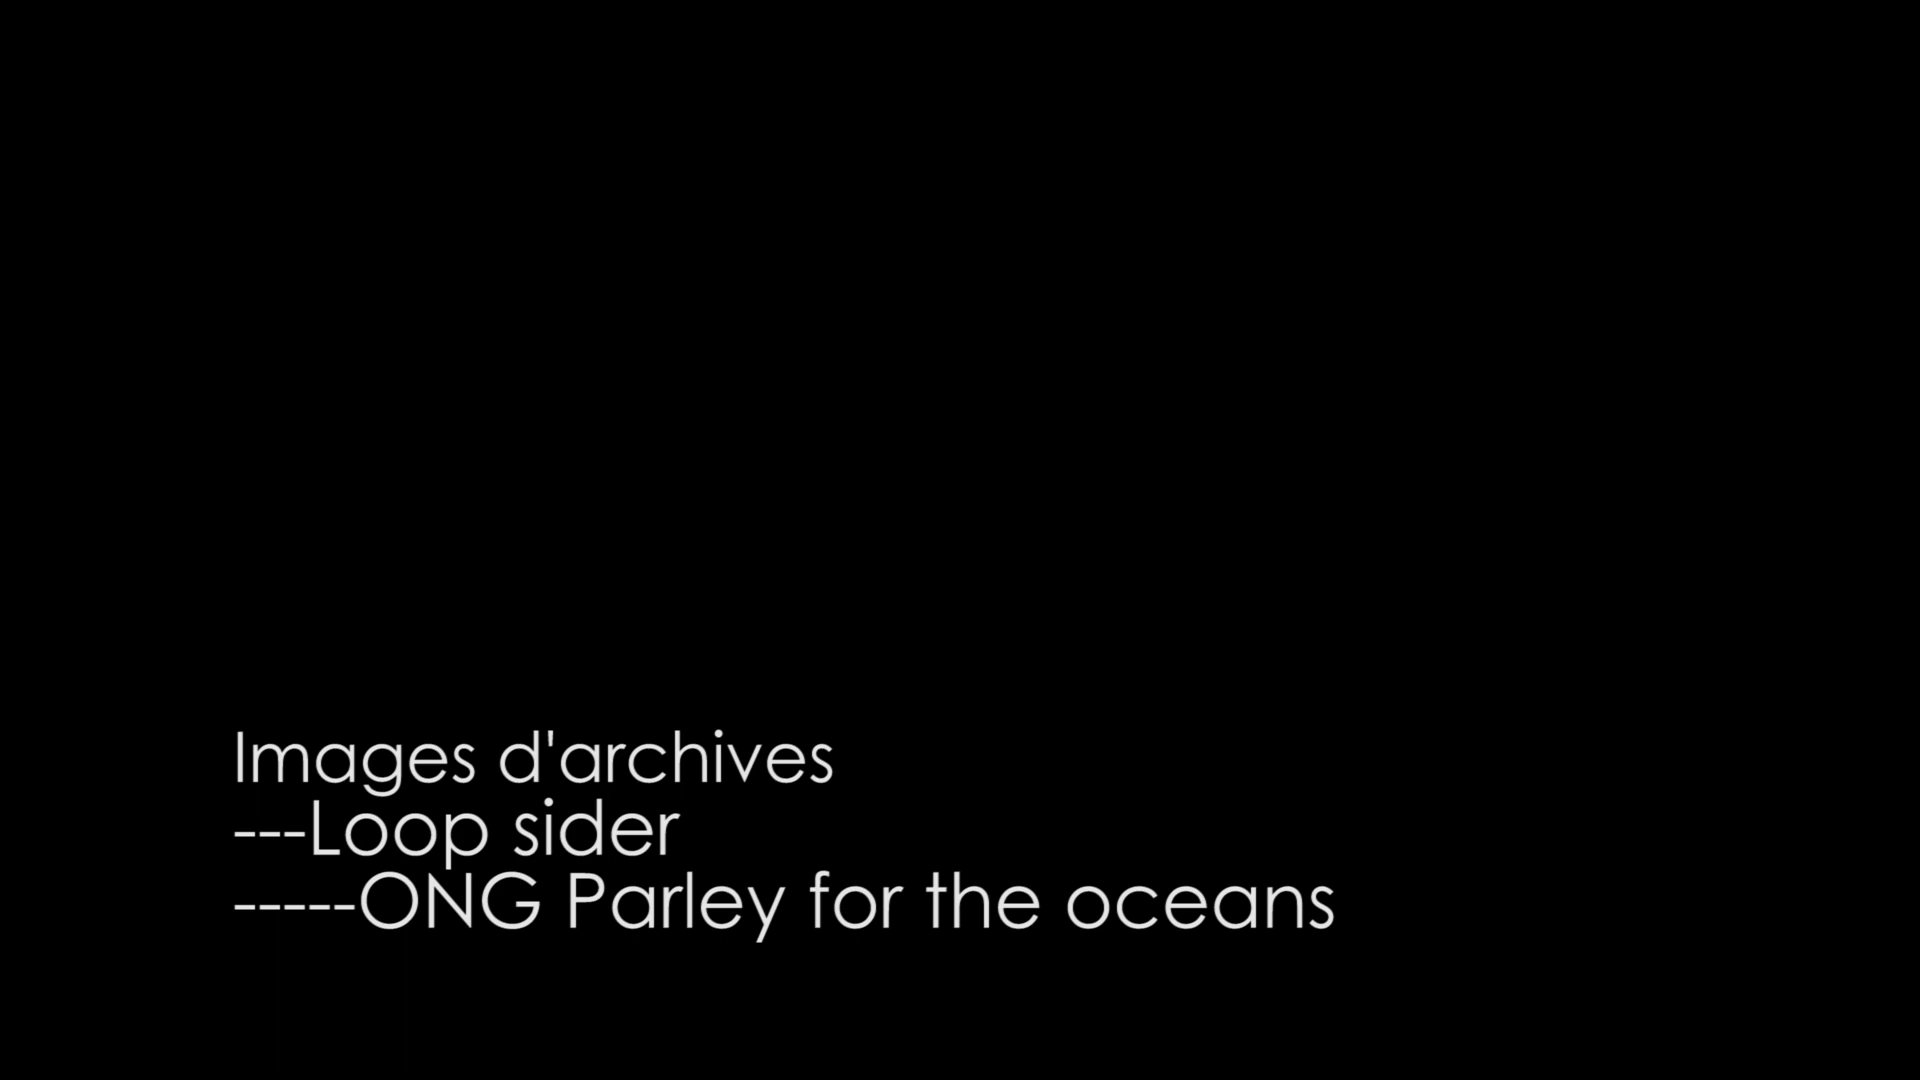 Images d'archives
---Loop sider
-----ONG Parley for the oceans